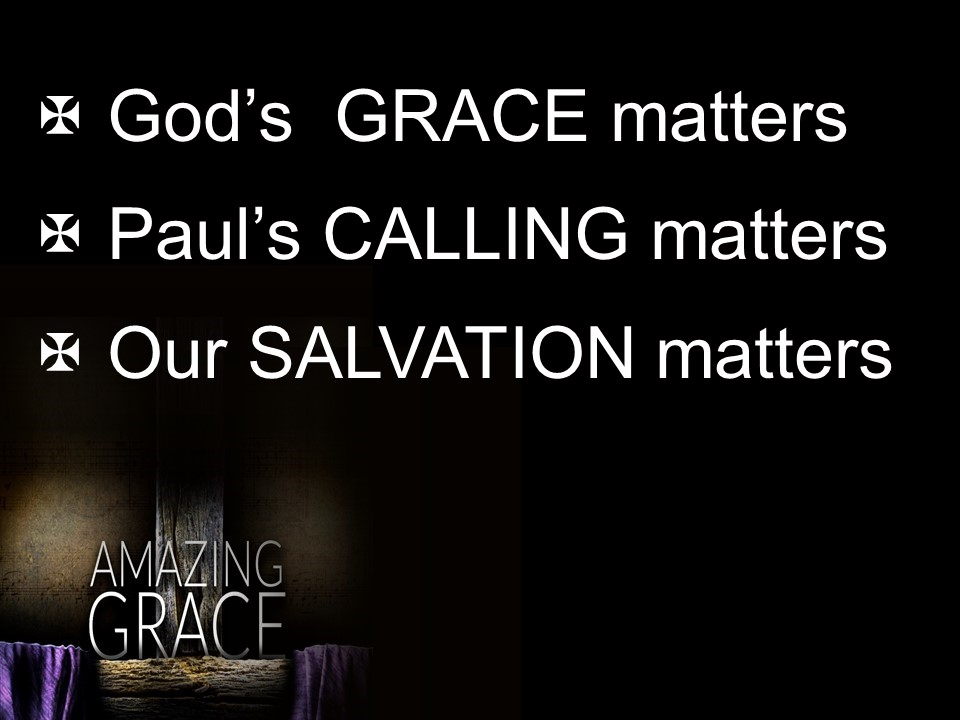 ✠ God’s  GRACE matters
✠ Paul’s CALLING matters
✠ Our SALVATION matters
AMAZING
GRACE